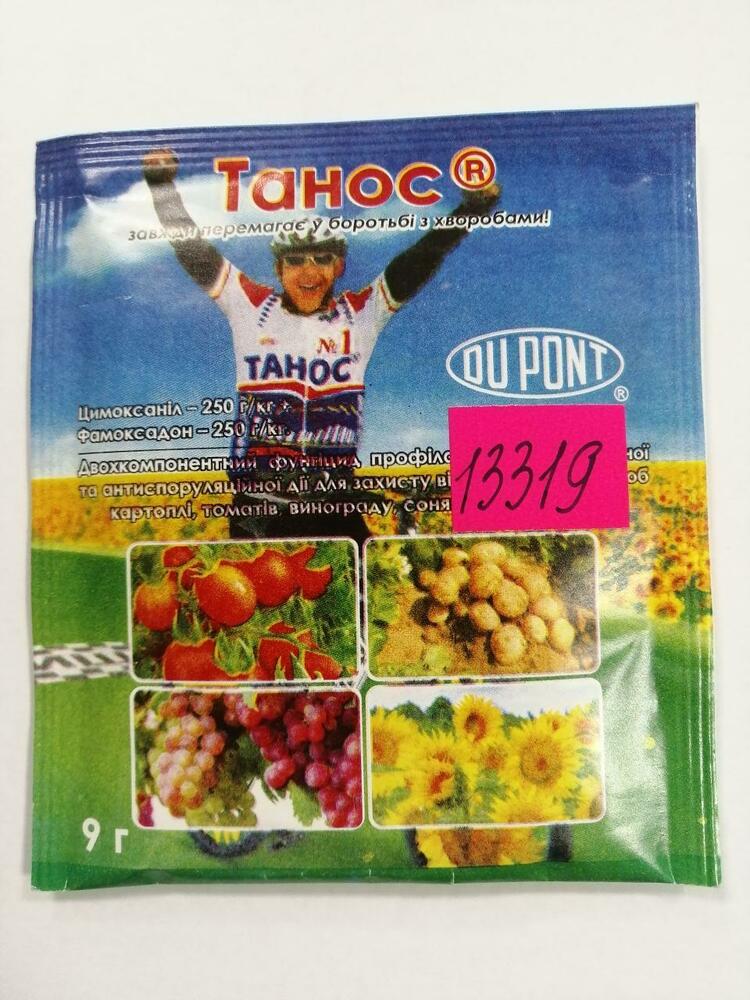 Танос®
завжди перемагає у боротьбі з хворобами!
№1
ТАНОС
DU PONT ®
Цимоксаніл – 250 г/кг +
Фамоксадон – 250 г/кг.
Двохкомпонентний фунгіцид
та антиспоруляційної дії для захисту
картоплі, томатів, винограду,
13319
9 г